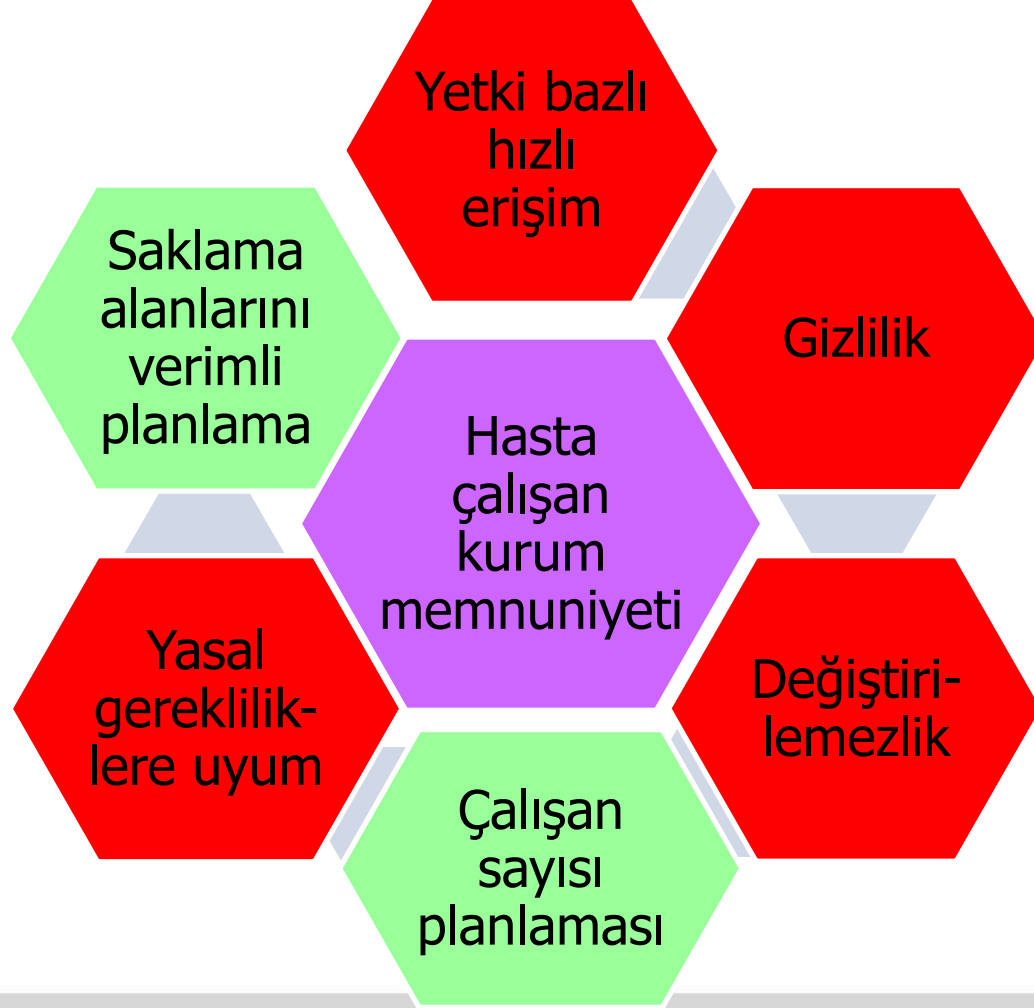 Yetki bazlı
hızlı
erişim
Saklama
alanlarını
verimli
planlama
Gizlilik
Hasta
çalışan
kurum
memnuniyeti
Yasal
gereklilik-
lere uyum
Değiştiri-
lemezlik
Çalışan
sayısı
planlaması